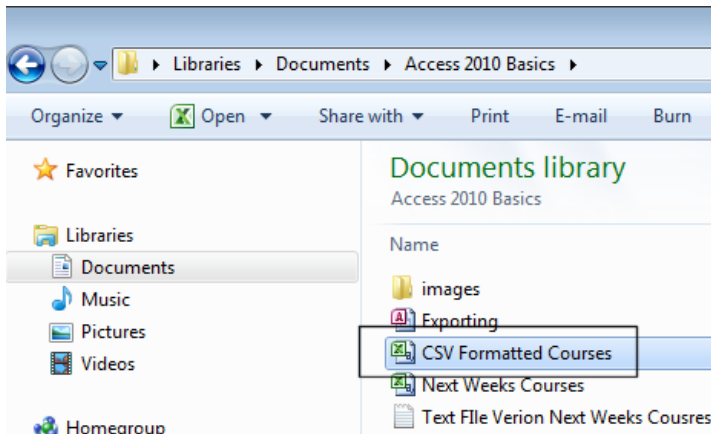 Libraries Documents Access 2010 Basics
Organize Open Share with Print E-mail Burn
Favorites
Libraries
Documents
Music
Pictures
Videos
Homegroup
Documents library
Access 2010 Basics
Name
images
Exporting
CSV Formatted Courses
Next Weeks Courses
Text FIle Verion Next Weeks Cousres